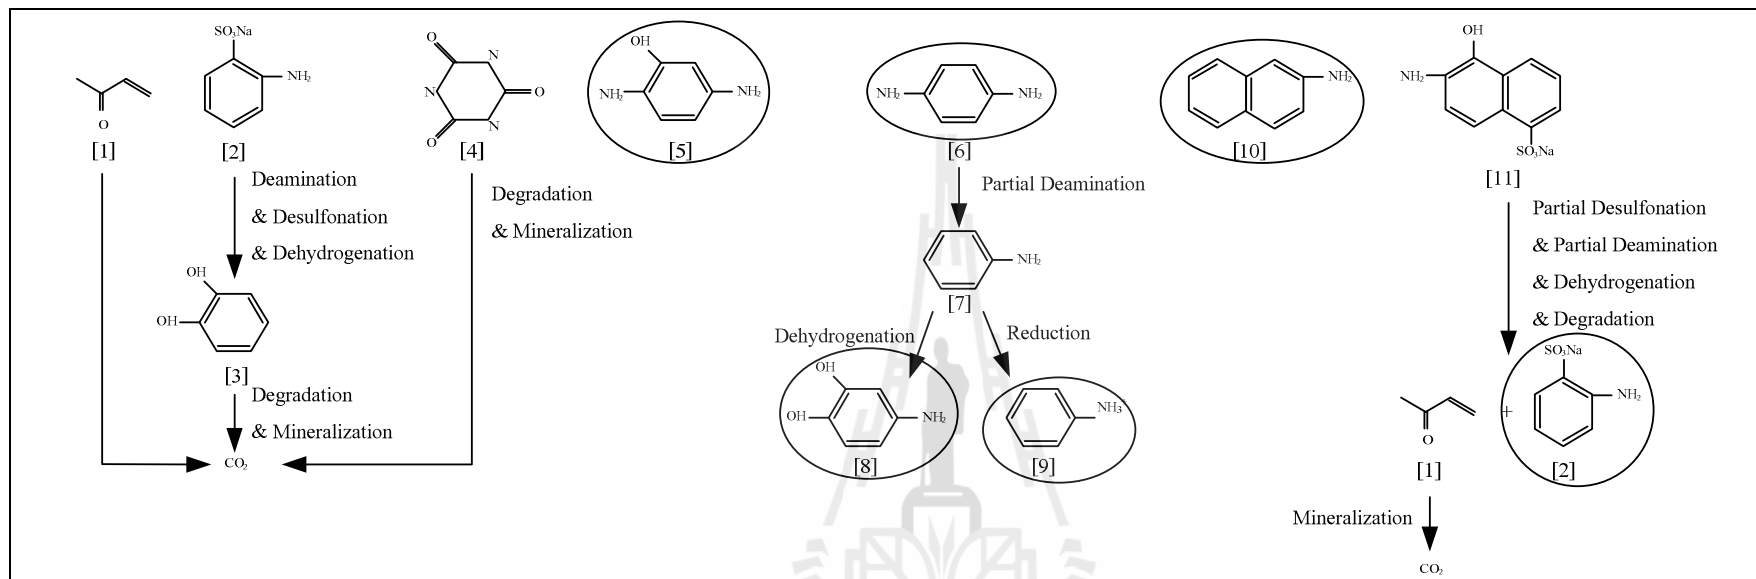 SO₃Na
NH₂
O
[1]
[2]
O
N
N
O
N
O
[4]
OH
NH₂
NH₂
[5]
NH₂
NH₂
[6]
NH₂
[10]
OH
NH₂
SO₃Na
[11]
Deamination
& Desulfonation
& Dehydrogenation
Degradation
& Mineralization
Partial Deamination
Partial Desulfonation
& Partial Deamination
& Dehydrogenation
& Degradation
OH
OH
[3]
NH₂
[7]
Dehydrogenation
Reduction
Degradation
& Mineralization
CO₂
OH
OH
NH₂
[8]
NH₃⁺
[9]
O
[1]
+
SO₃Na
NH₂
[2]
Mineralization
CO₂